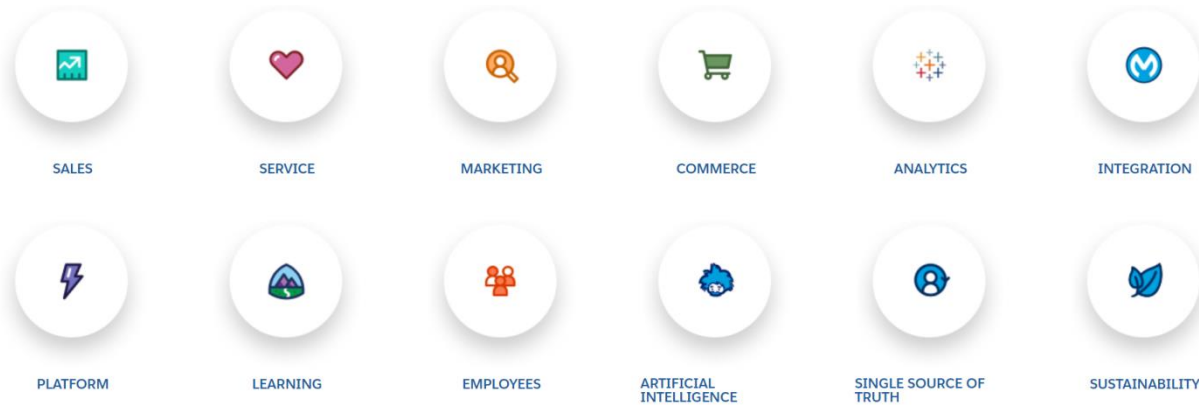 SALES
SERVICE
MARKETING
COMMERCE
ANALYTICS
INTEGRATION
PLATFORM
LEARNING
EMPLOYEES
ARTIFICIAL
INTELLIGENCE
SINGLE SOURCE OF
TRUTH
SUSTAINABILITY